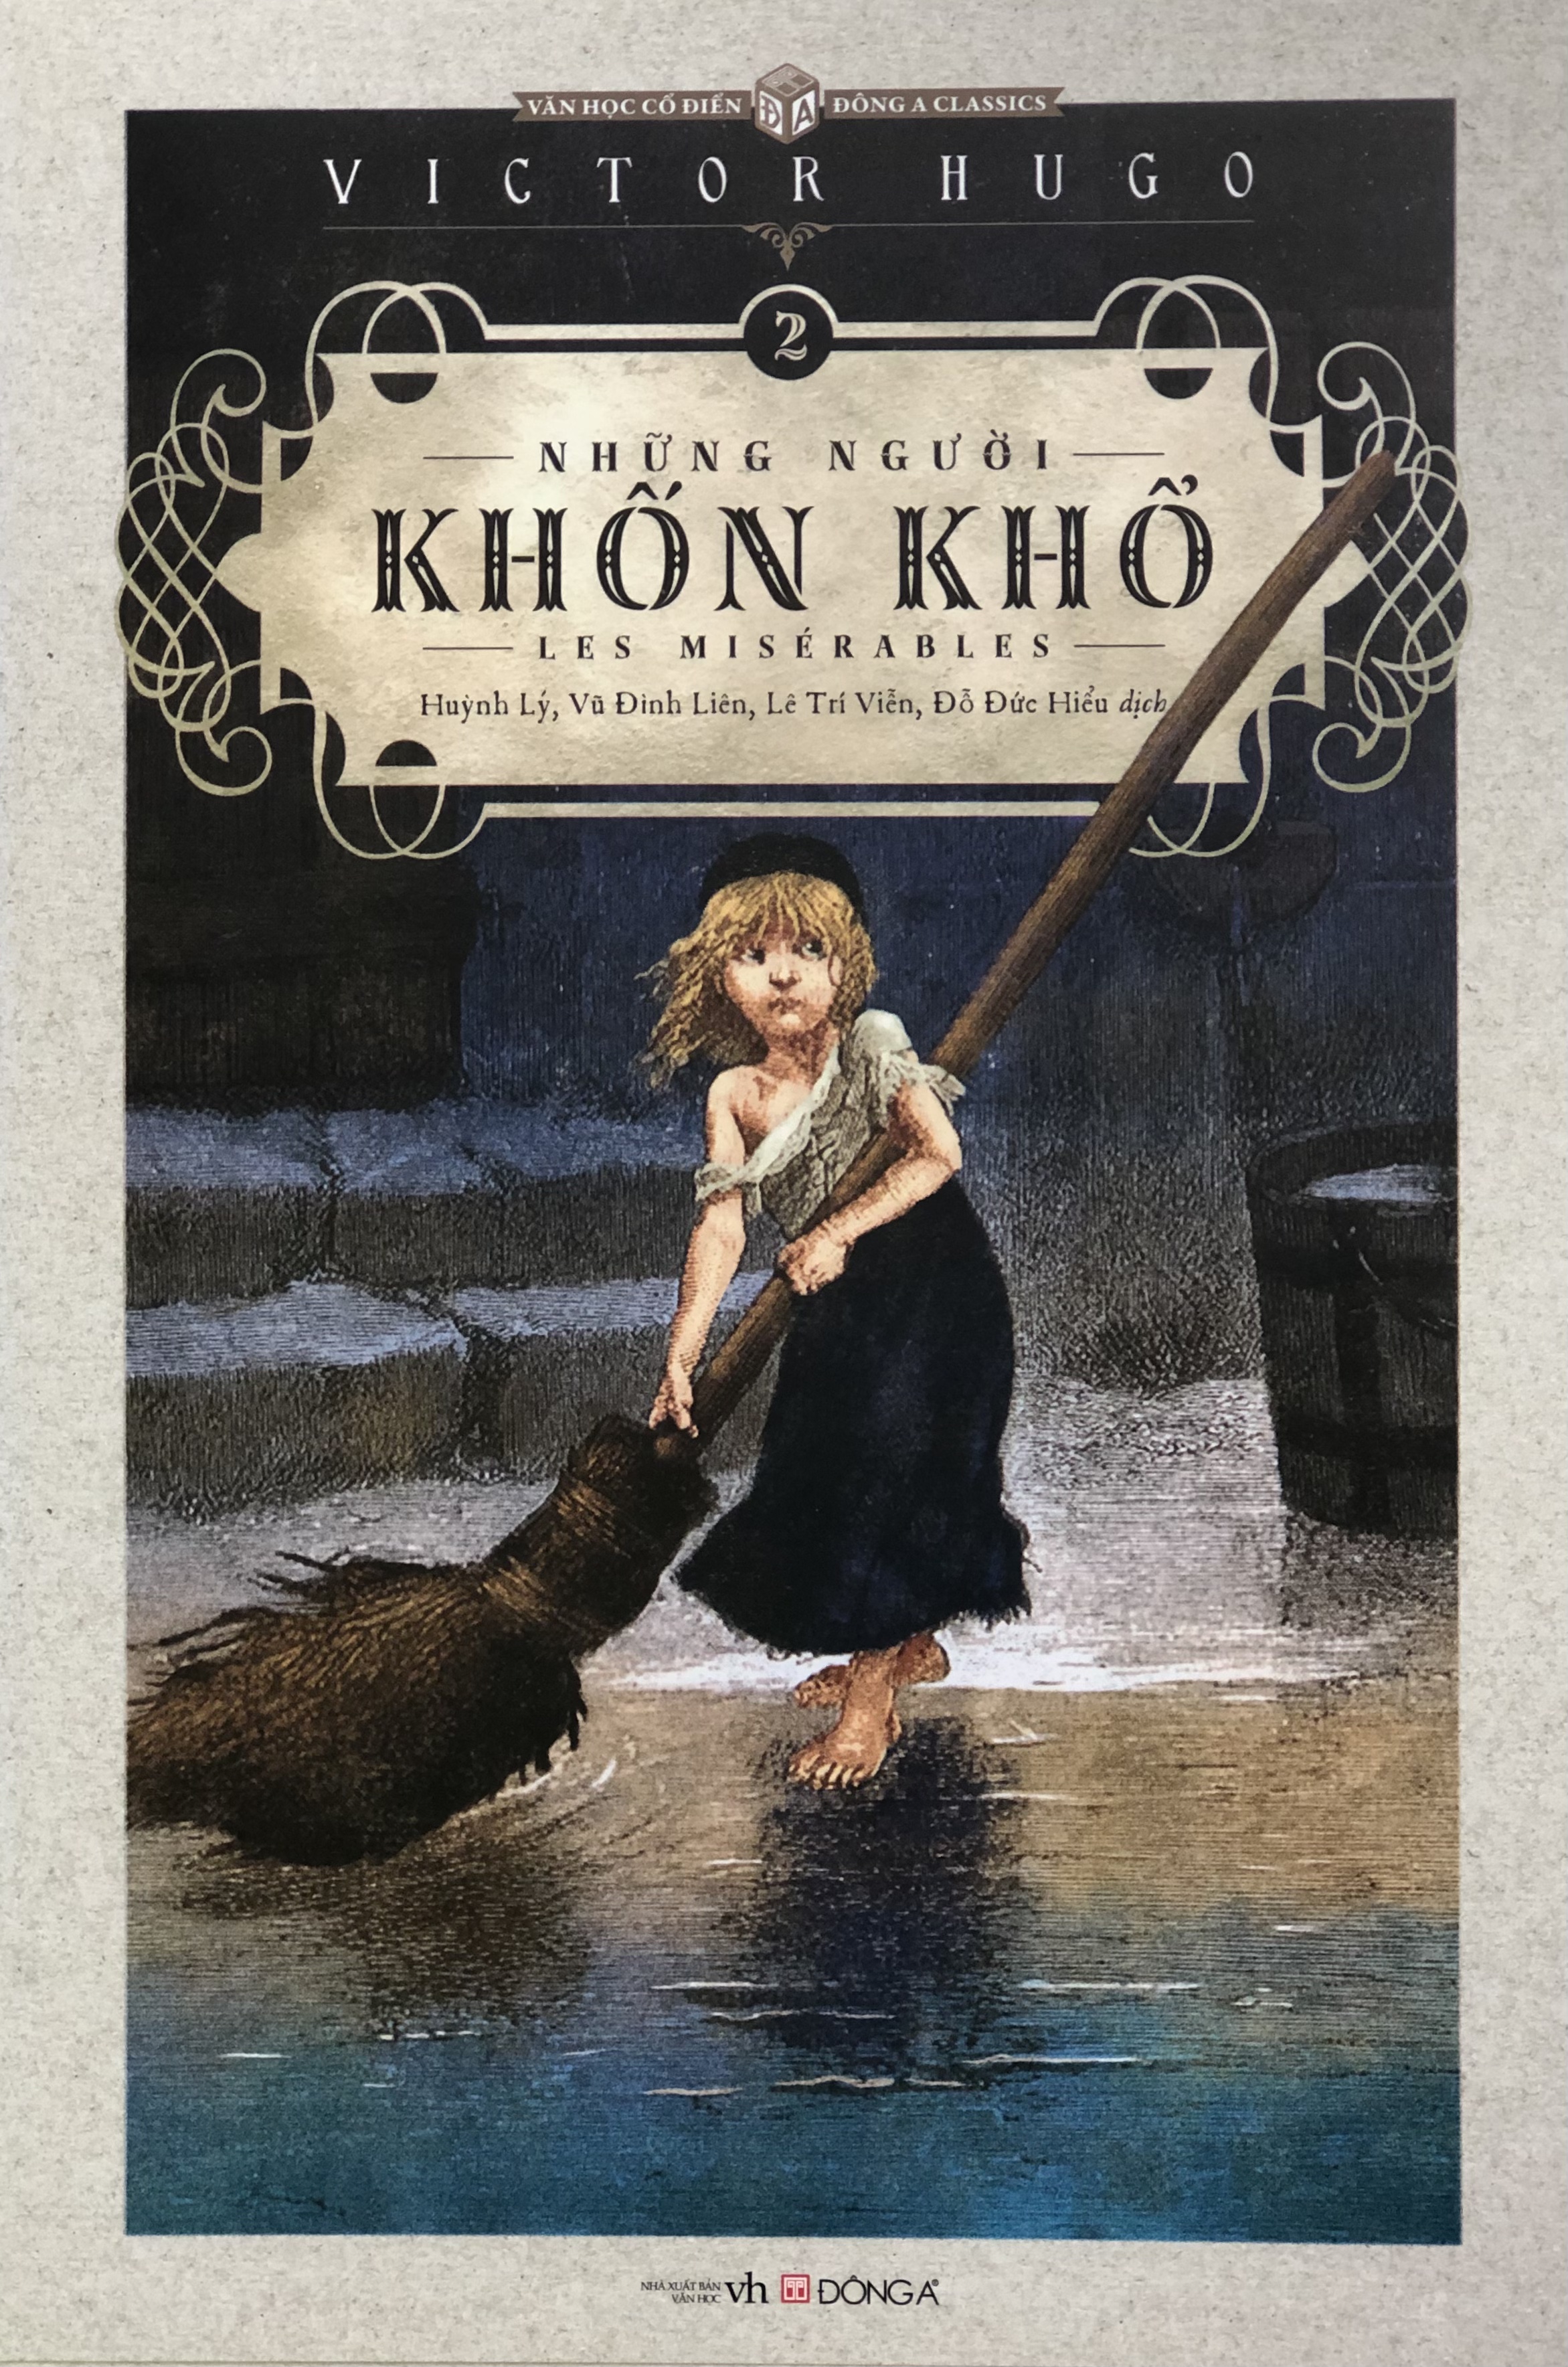 VĂN HỌC CỔ ĐIỂN ĐA ĐÔNG A CLASSICS
VICTOR HUGO
2
NHỮNG NGƯỜI
KHỐN KHỔ
LES MISÉRABLES
Huỳnh Lý, Vũ Đình Liên, Lê Trí Viễn, Đỗ Đức Hiểu dịch
NHÀ XUẤT BẢN
VĂN HỌC
vh ĐÔNG A®